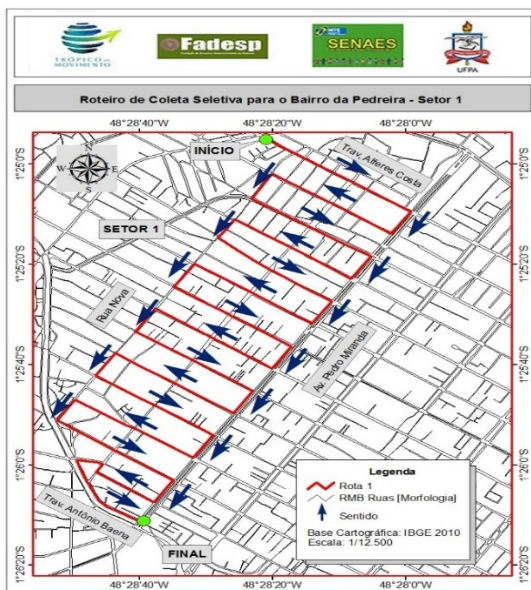 TRÓPICO EM
MOVIMENTO
Fadesp
SENAES
UFPA
Roteiro de Coleta Seletiva para o Bairro da Pedreira - Setor 1
48°28'40"W
48°28'20"W
48°28'0"W
INÍCIO
Trav. Alferes Costa
N
W
E
S
1°25'0"S
1°25'0"S
SETOR 1
1°25'20"S
1°25'20"S
Rua Nova
Av. Pedro Miranda
1°25'40"S
1°25'40"S
1°26'0"S
1°26'0"S
Legenda
Rota 1
RMB Ruas [Morfologia]
Sentido
Base Cartográfica: IBGE 2010
Escala: 1/12.500
Trav. Antônio Baena
FINAL
1°26'20"S
1°26'20"S
48°28'40"W
48°28'20"W
48°28'0"W